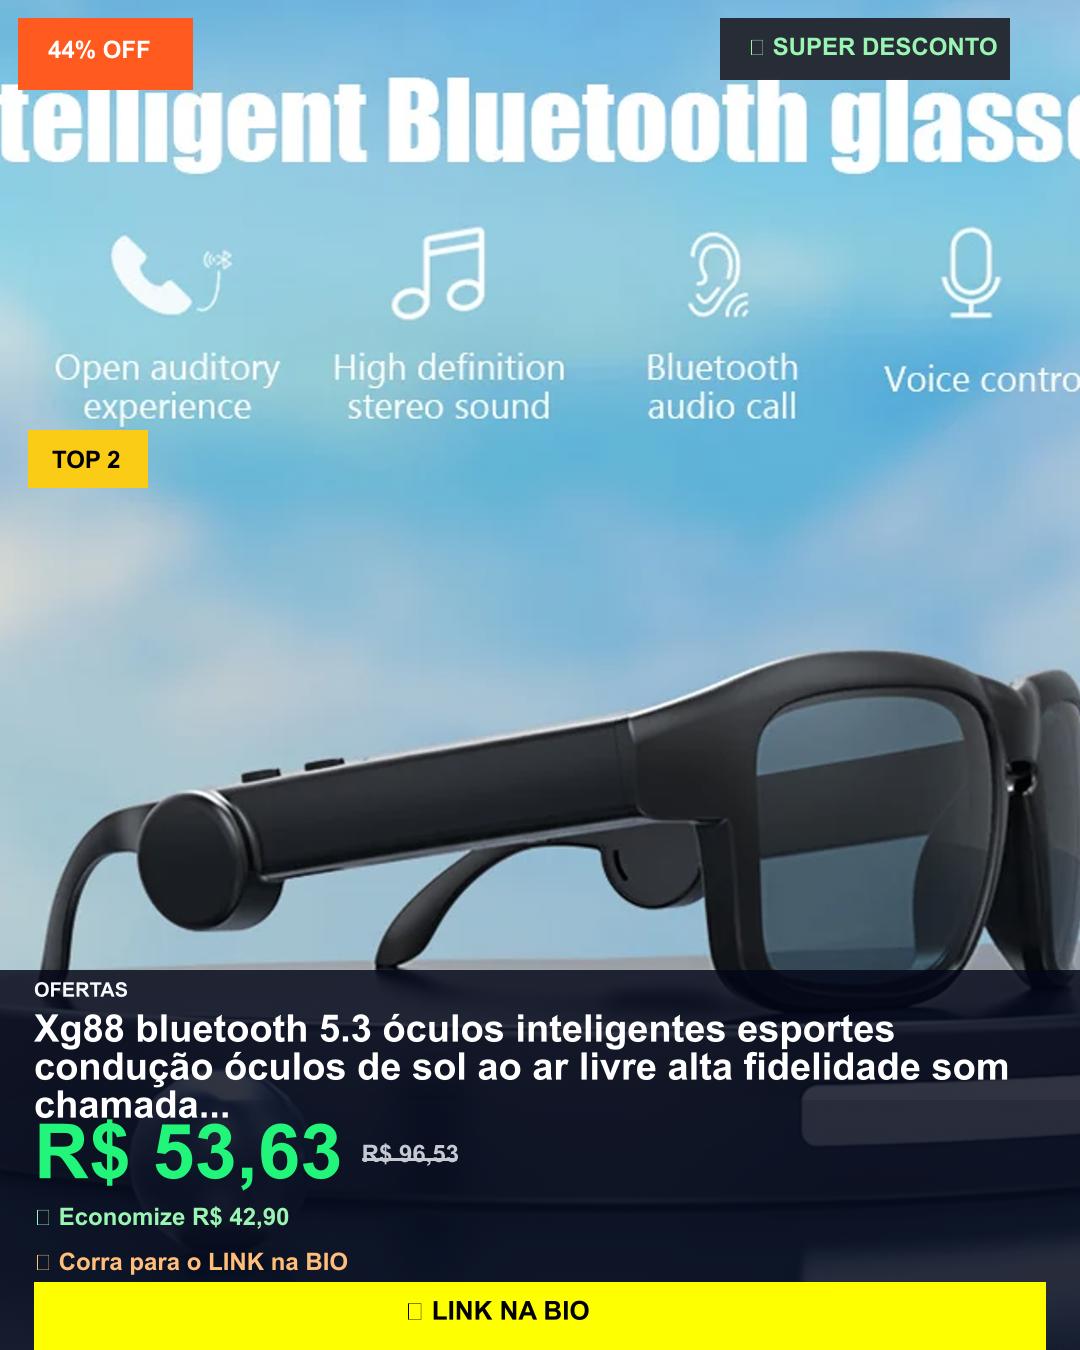 44% OFF
SUPER DESCONTO
telligent Bluetooth glasse
Open auditory
experience
High definition
stereo sound
Bluetooth
audio call
Voice contro
TOP 2
OFERTAS
Xg88 bluetooth 5.3 óculos inteligentes esportes
condução óculos de sol ao ar livre alta fidelidade som
chamada...
R$ 53,63 R$ 96,53
Economize R$ 42,90
Corra para o LINK na BIO
LINK NA BIO